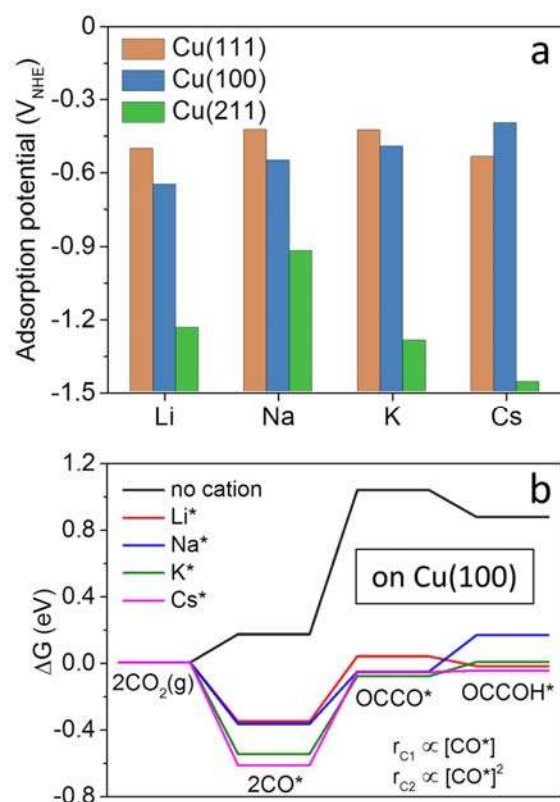 a
0
-0.3
-0.6
-0.9
-1.2
-1.5
Adsorption potential (V_NHE)
Cu(111)
Cu(100)
Cu(211)
Li Na K Cs
b
1.2
0.8
0.4
0.0
-0.4
-0.8
ΔG (eV)
no cation
Li*
Na*
K*
Cs*
on Cu(100)
2CO₂(g)
2CO*
OCCO*
OCCOH*
r_C1 ∝ [CO*]
r_C2 ∝ [CO*]²